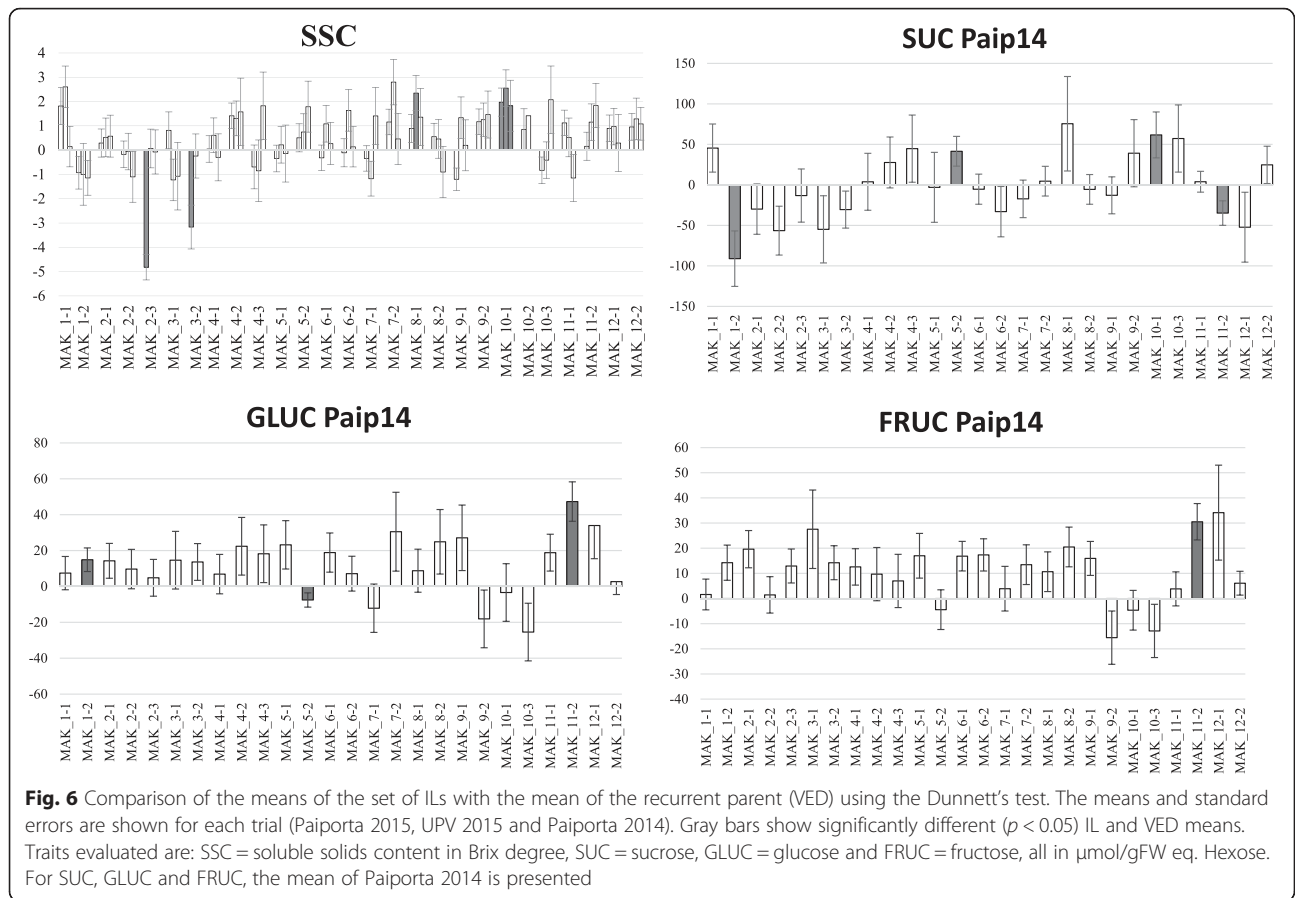 SSC
4
3
2
1
0
-1
-2
-3
-4
-5
-6
MAK_1-1
MAK_1-2
MAK_2-1
MAK_2-2
MAK_2-3
MAK_3-1
MAK_3-2
MAK_4-1
MAK_4-2
MAK_4-3
MAK_5-1
MAK_5-2
MAK_6-1
MAK_6-2
MAK_7-1
MAK_7-2
MAK_8-1
MAK_8-2
MAK_9-1
MAK_9-2
MAK_10-1
MAK_10-2
MAK_10-3
MAK_11-1
MAK_11-2
MAK_12-1
MAK_12-2
SUC Paip14
150
100
50
0
-50
-100
-150
MAK_1-1
MAK_1-2
MAK_2-1
MAK_2-2
MAK_2-3
MAK_3-1
MAK_3-2
MAK_4-1
MAK_4-2
MAK_4-3
MAK_5-1
MAK_5-2
MAK_6-1
MAK_6-2
MAK_7-1
MAK_7-2
MAK_8-1
MAK_8-2
MAK_9-1
MAK_9-2
MAK_10-1
MAK_10-3
MAK_11-1
MAK_11-2
MAK_12-1
MAK_12-2
GLUC Paip14
80
60
40
20
0
-20
-40
-60
MAK_1-1
MAK_1-2
MAK_2-1
MAK_2-2
MAK_2-3
MAK_3-1
MAK_3-2
MAK_4-1
MAK_4-2
MAK_4-3
MAK_5-1
MAK_5-2
MAK_6-1
MAK_6-2
MAK_7-1
MAK_7-2
MAK_8-1
MAK_8-2
MAK_9-1
MAK_9-2
MAK_10-1
MAK_10-3
MAK_11-1
MAK_11-2
MAK_12-1
MAK_12-2
FRUC Paip14
60
50
40
30
20
10
0
-10
-20
-30
-40
MAK_1-1
MAK_1-2
MAK_2-1
MAK_2-2
MAK_2-3
MAK_3-1
MAK_3-2
MAK_4-1
MAK_4-2
MAK_4-3
MAK_5-1
MAK_5-2
MAK_6-1
MAK_6-2
MAK_7-1
MAK_7-2
MAK_8-1
MAK_8-2
MAK_9-1
MAK_9-2
MAK_10-1
MAK_10-3
MAK_11-1
MAK_11-2
MAK_12-1
MAK_12-2
Fig. 6 Comparison of the means of the set of ILs with the mean of the recurrent parent (VED) using the Dunnett's test. The means and standard
errors are shown for each trial (Paiporta 2015, UPV 2015 and Paiporta 2014). Gray bars show significantly different (p < 0.05) IL and VED means.
Traits evaluated are: SSC = soluble solids content in Brix degree, SUC = sucrose, GLUC = glucose and FRUC = fructose, all in μmol/gFW eq. Hexose.
For SUC, GLUC and FRUC, the mean of Paiporta 2014 is presented